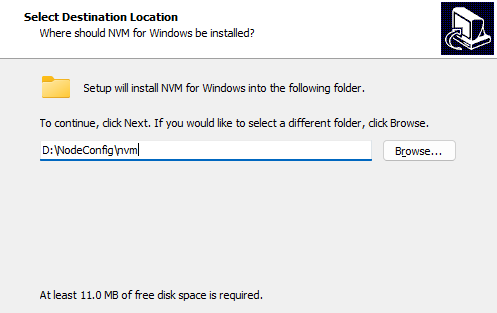 Select Destination Location
Where should NVM for Windows be installed?
Setup will install NVM for Windows into the following folder.
To continue, click Next. If you would like to select a different folder, click Browse.
D:\NodeConfig\nvm
Browse...
At least 11.0 MB of free disk space is required.